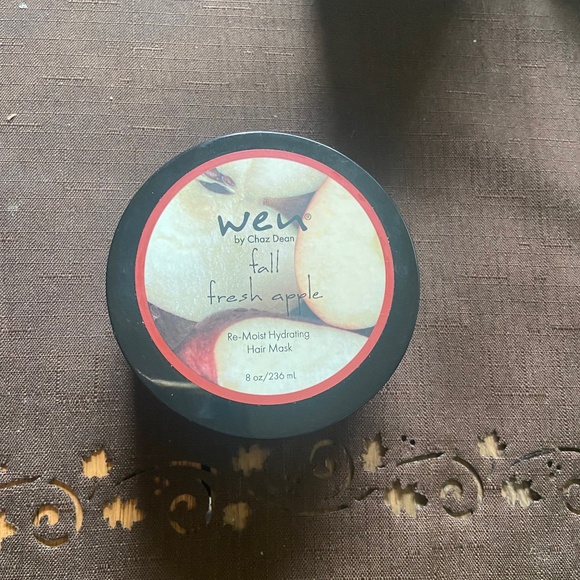 wen®
by Chaz Dean
fall
fresh apple
Re-Moist Hydrating
Hair Mask
8 oz/236 mL